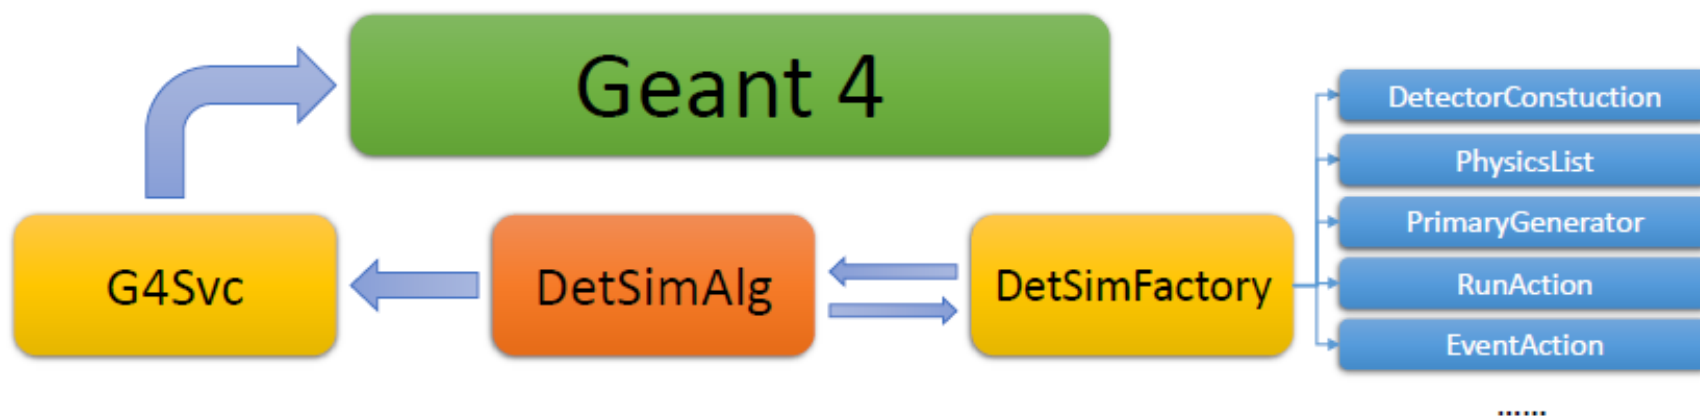 Geant 4
G4Svc
DetSimAlg
DetSimFactory
DetectorConstuction
PhysicsList
PrimaryGenerator
RunAction
EventAction
......